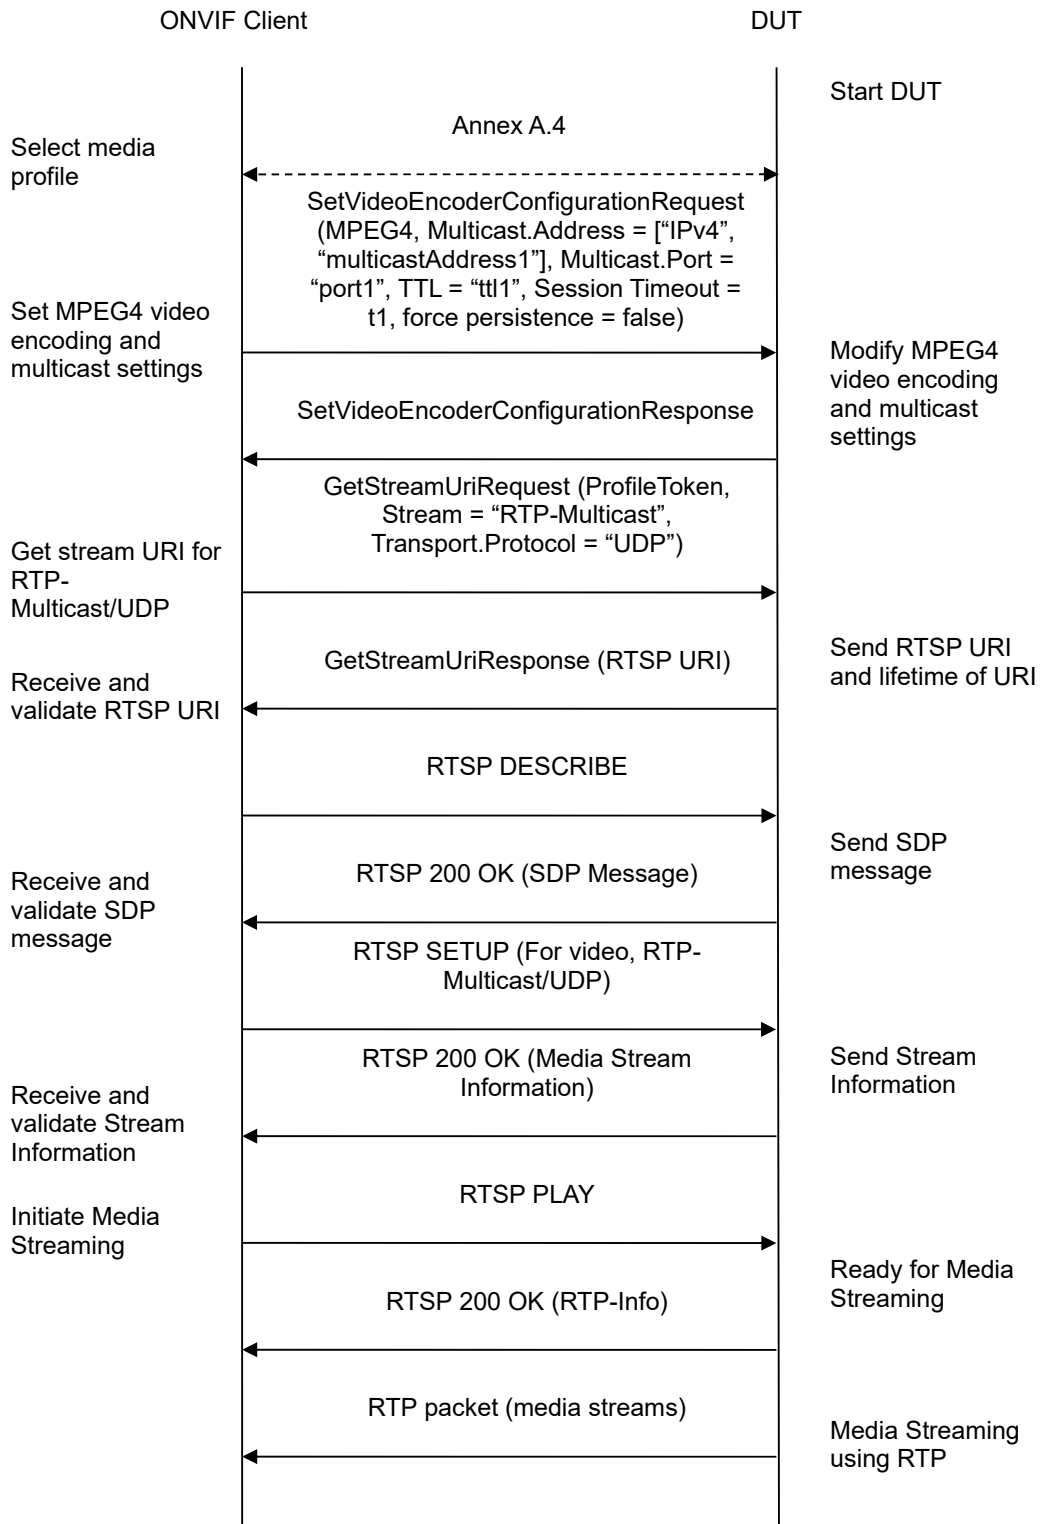 ONVIF Client
DUT
Start DUT
Annex A.4
Select media
profile
SetVideoEncoderConfigurationRequest
(MPEG4, Multicast.Address = [“IPv4”,
“multicastAddress1”], Multicast.Port =
“port1”, TTL = “ttl1”, Session Timeout =
t1, force persistence = false)
Set MPEG4 video
encoding and
multicast settings
Modify MPEG4
video encoding
and multicast
settings
SetVideoEncoderConfigurationResponse
GetStreamUriRequest (ProfileToken,
Stream = “RTP-Multicast”,
Transport.Protocol = “UDP”)
Get stream URI for
RTP-
Multicast/UDP
Send RTSP URI
and lifetime of URI
GetStreamUriResponse (RTSP URI)
Receive and
validate RTSP URI
RTSP DESCRIBE
Send SDP
message
RTSP 200 OK (SDP Message)
Receive and
validate SDP
message
RTSP SETUP (For video, RTP-
Multicast/UDP)
Send Stream
Information
RTSP 200 OK (Media Stream
Information)
Receive and
validate Stream
Information
RTSP PLAY
Initiate Media
Streaming
Ready for Media
Streaming
RTSP 200 OK (RTP-Info)
RTP packet (media streams)
Media Streaming
using RTP